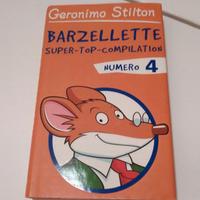 Geronimo Stilton
BARZELLETTE
SUPER-TOP-COMPILATION
NUMERO 4